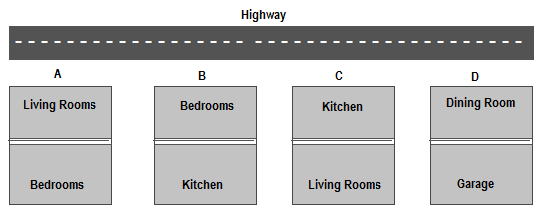 Highway
A B C D
Living Rooms Bedrooms Kitchen Dining Room
Bedrooms Kitchen Living Rooms Garage